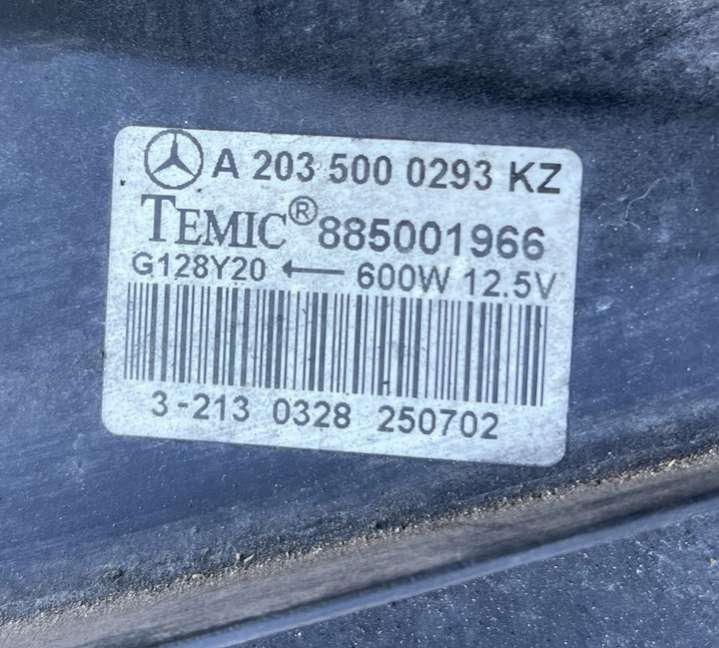 A 203 500 0293 KZ
TEMIC® 885001966
G128Y20 ← 600W 12.5V
3-213 0328 250702